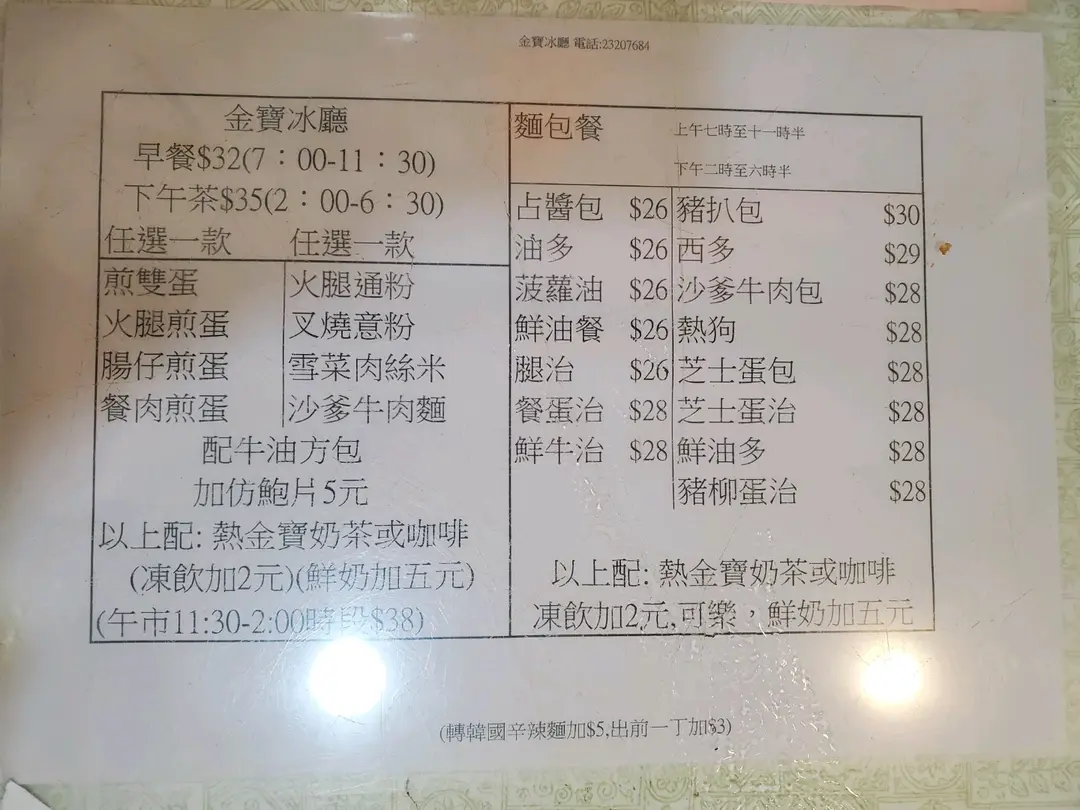 金寶冰廳 電話:23207684
金寶冰廳
早餐$32(7：00-11：30)
下午茶$35(2：00-6：30)
任選一款 任選一款
煎雙蛋 火腿通粉
火腿煎蛋 叉燒意粉
腸仔煎蛋 雪菜肉絲米
餐肉煎蛋 沙爹牛肉麵
配牛油方包
加仿鮑片5元
以上配: 熱金寶奶茶或咖啡
(凍飲加2元)(鮮奶加五元)
(午市11:30-2:00時段$38)
麵包餐 上午七時至十一時半
下午二時至六時半
占醬包 $26 豬扒包 $30
油多 $26 西多 $29
菠蘿油 $26 沙爹牛肉包 $28
鮮油餐 $26 熱狗 $28
腿治 $26 芝士蛋包 $28
餐蛋治 $28 芝士蛋治 $28
鮮牛治 $28 鮮油多 $28
豬柳蛋治 $28
以上配: 熱金寶奶茶或咖啡
凍飲加2元,可樂，鮮奶加五元
(轉韓國辛辣麵加$5,出前一丁加$3)